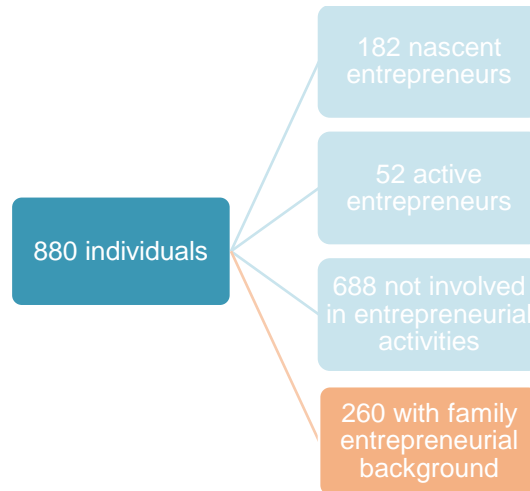 880 individuals
182 nascent
entrepreneurs
52 active
entrepreneurs
688 not involved
in entrepreneurial
activities
260 with family
entrepreneurial
background